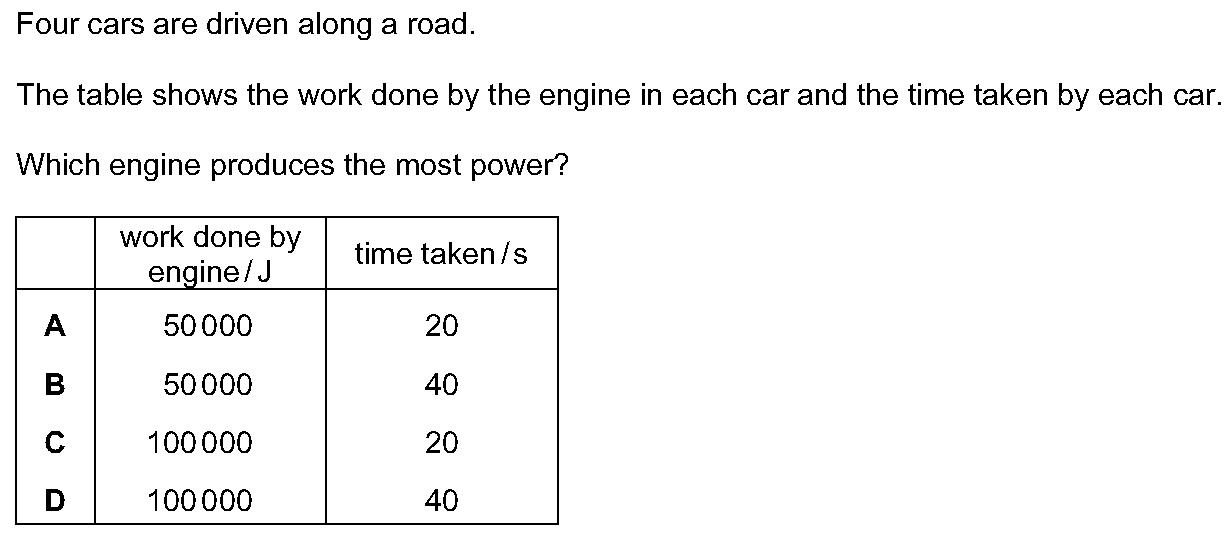 Four cars are driven along a road.
The table shows the work done by the engine in each car and the time taken by each car.
Which engine produces the most power?
work done by engine / J time taken / s
A 50 000 20
B 50 000 40
C 100 000 20
D 100 000 40